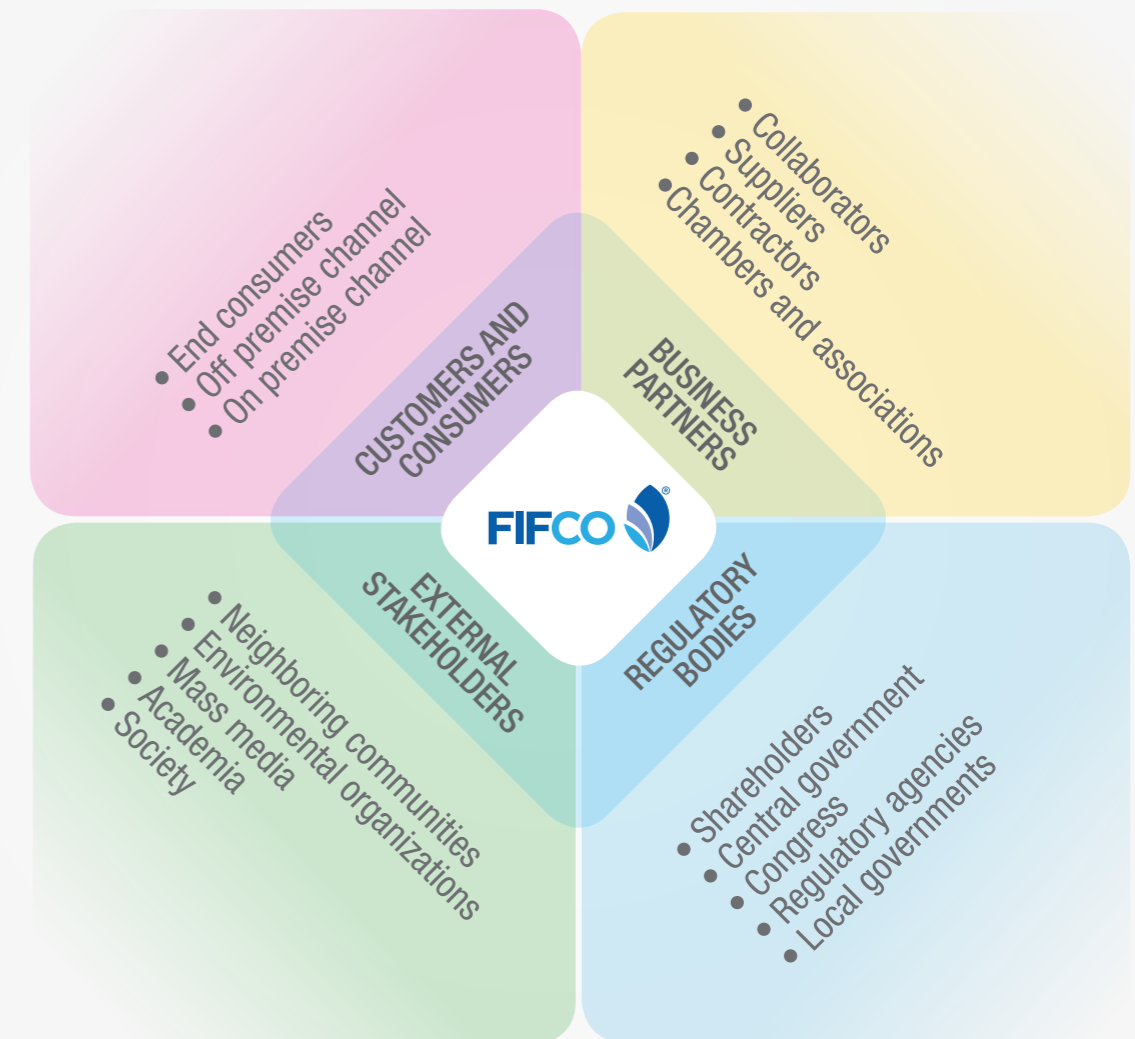 • End consumers
• Off premise channel
• On premise channel
CUSTOMERS AND
CONSUMERS
• Collaborators
• Suppliers
• Contractors
• Chambers and associations
BUSINESS
PARTNERS
FIFCO®
EXTERNAL
STAKEHOLDERS
• Neighboring communities
• Environmental organizations
• Mass media
• Academia
• Society
REGULATORY
BODIES
• Shareholders
• Central government
• Congress
• Regulatory agencies
• Local governments